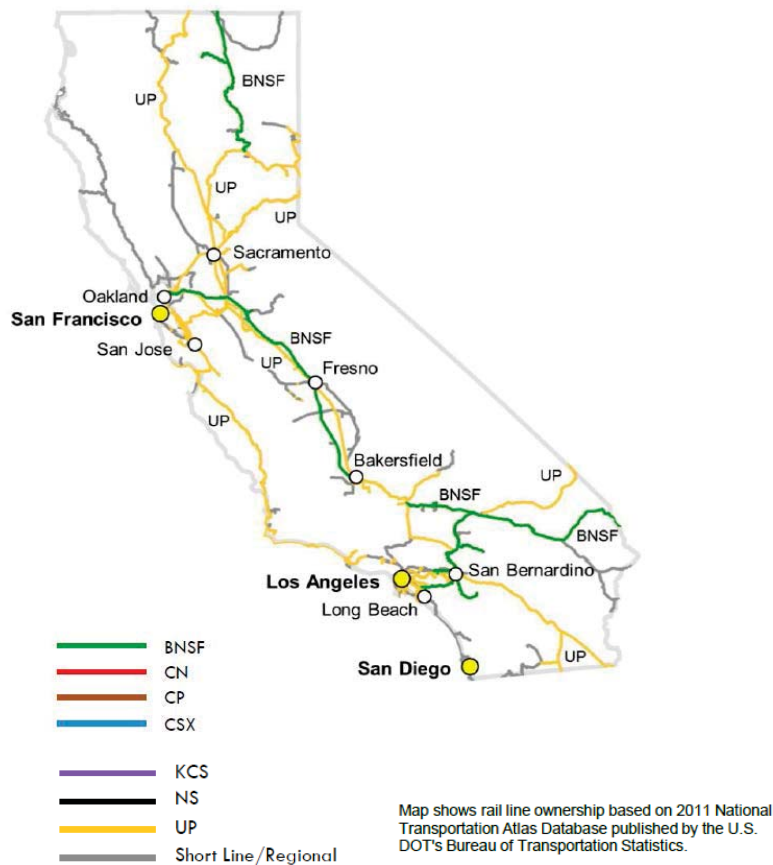 BNSF
UP
UP
UP
Sacramento
Oakland
San Francisco
BNSF
San Jose
UP
Fresno
UP
Bakersfield
UP
BNSF
BNSF
San Bernardino
Los Angeles
Long Beach
San Diego
UP
BNSF
CN
CP
CSX
KCS
NS
UP
Short Line/Regional
Map shows rail line ownership based on 2011 National
Transportation Atlas Database published by the U.S.
DOT's Bureau of Transportation Statistics.